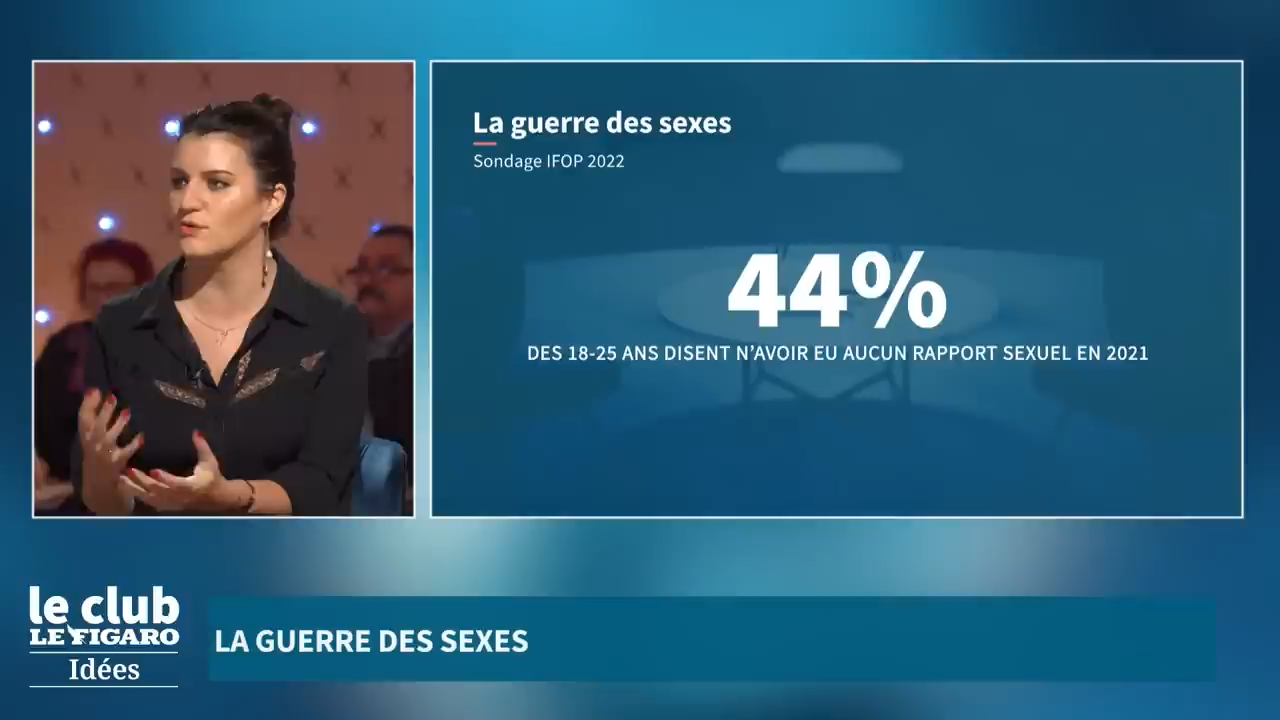 La guerre des sexes
Sondage IFOP 2022
44%
DES 18-25 ANS DISENT N'AVOIR EU AUCUN RAPPORT SEXUEL EN 2021
le club
LE FIGARO
Idées
LA GUERRE DES SEXES